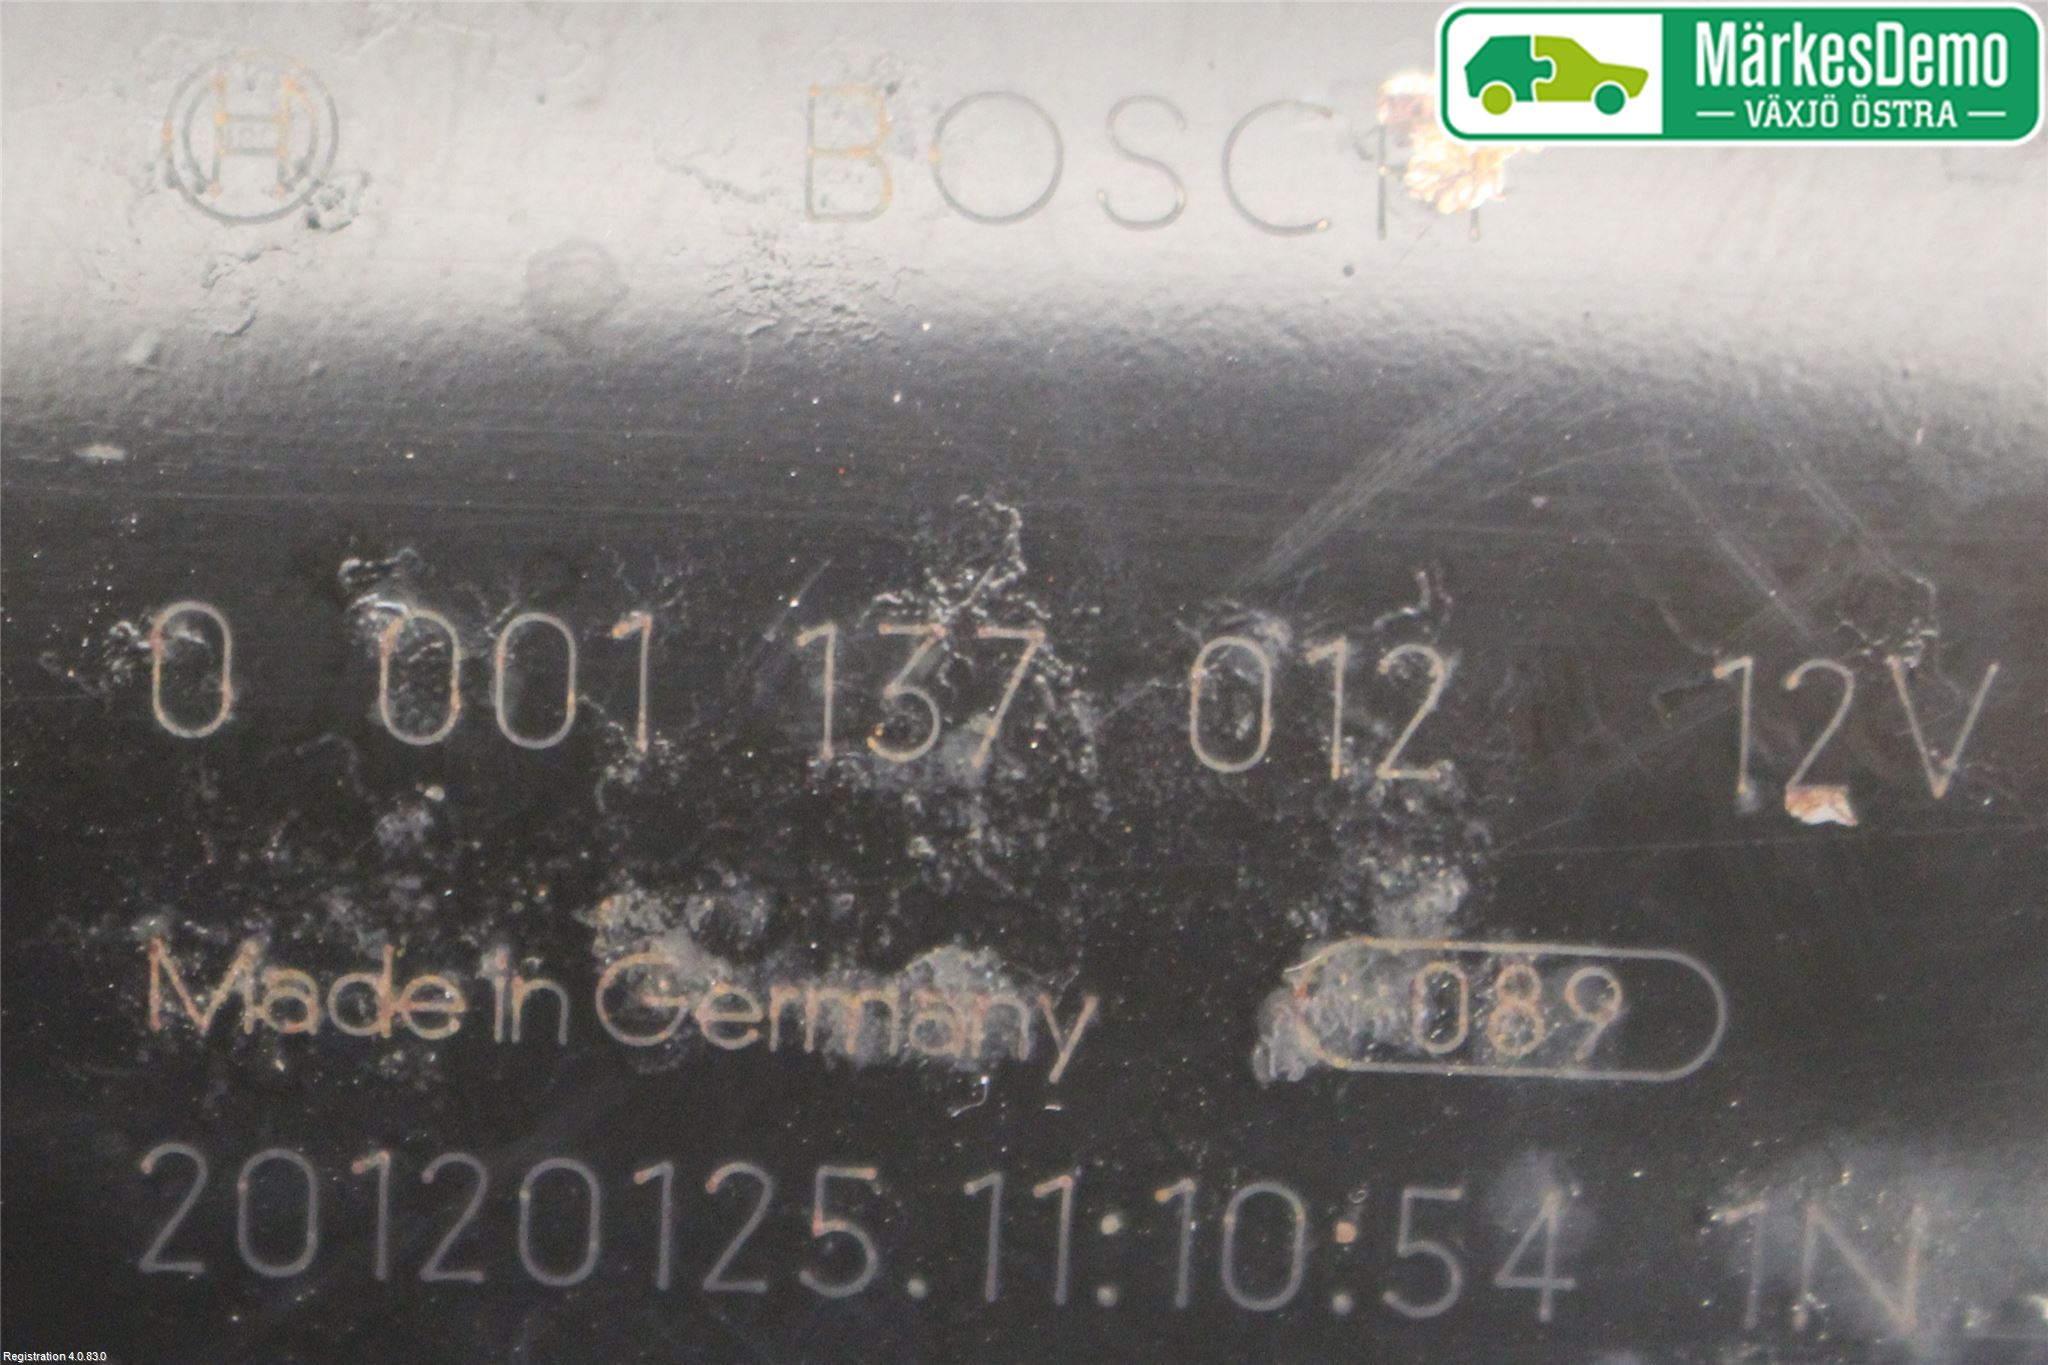 BOSCH
MärkesDemo
VÄXJÖ ÖSTRA
0 001 137 012 12V
Made in Germany 089
20120125.11:10:54 1N
Registration 4.0.83.0